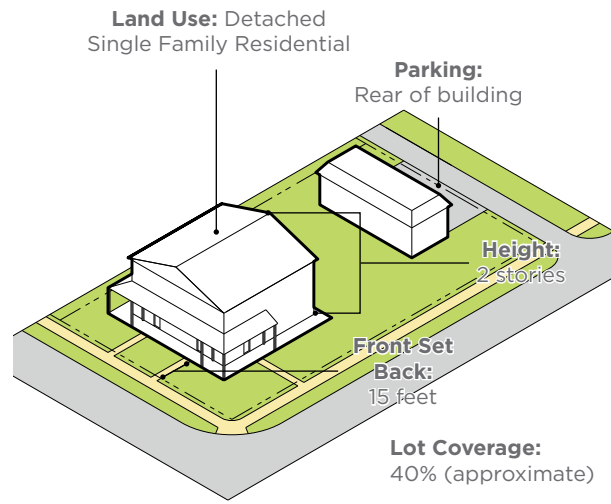 Land Use: Detached
Single Family Residential
Parking:
Rear of building
Height:
2 stories
Front Set
Back:
15 feet
Lot Coverage:
40% (approximate)